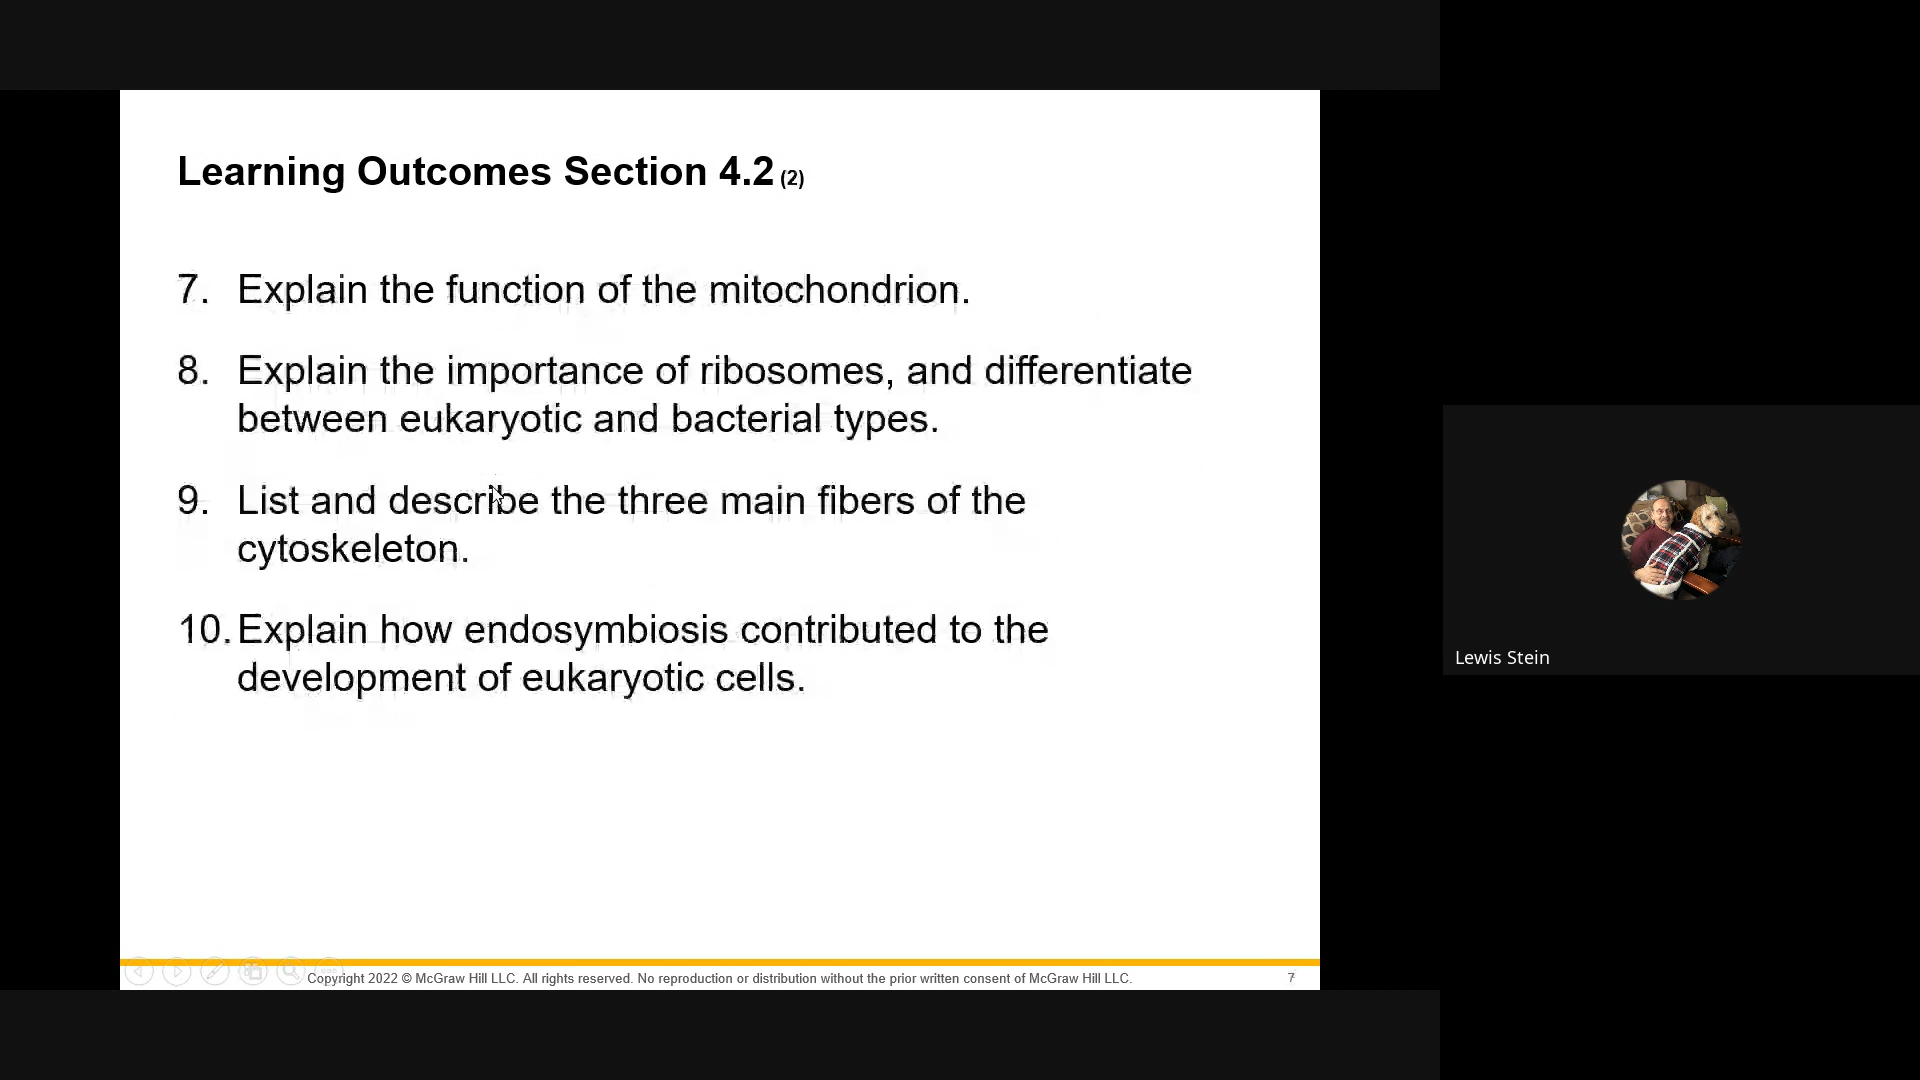 Learning Outcomes Section 4.2 (2)
7. Explain the function of the mitochondrion.
8. Explain the importance of ribosomes, and differentiate
between eukaryotic and bacterial types.
9. List and describe the three main fibers of the
cytoskeleton.
10. Explain how endosymbiosis contributed to the
development of eukaryotic cells.
Copyright 2022 © McGraw Hill LLC. All rights reserved. No reproduction or distribution without the prior written consent of McGraw Hill LLC.
7
Lewis Stein